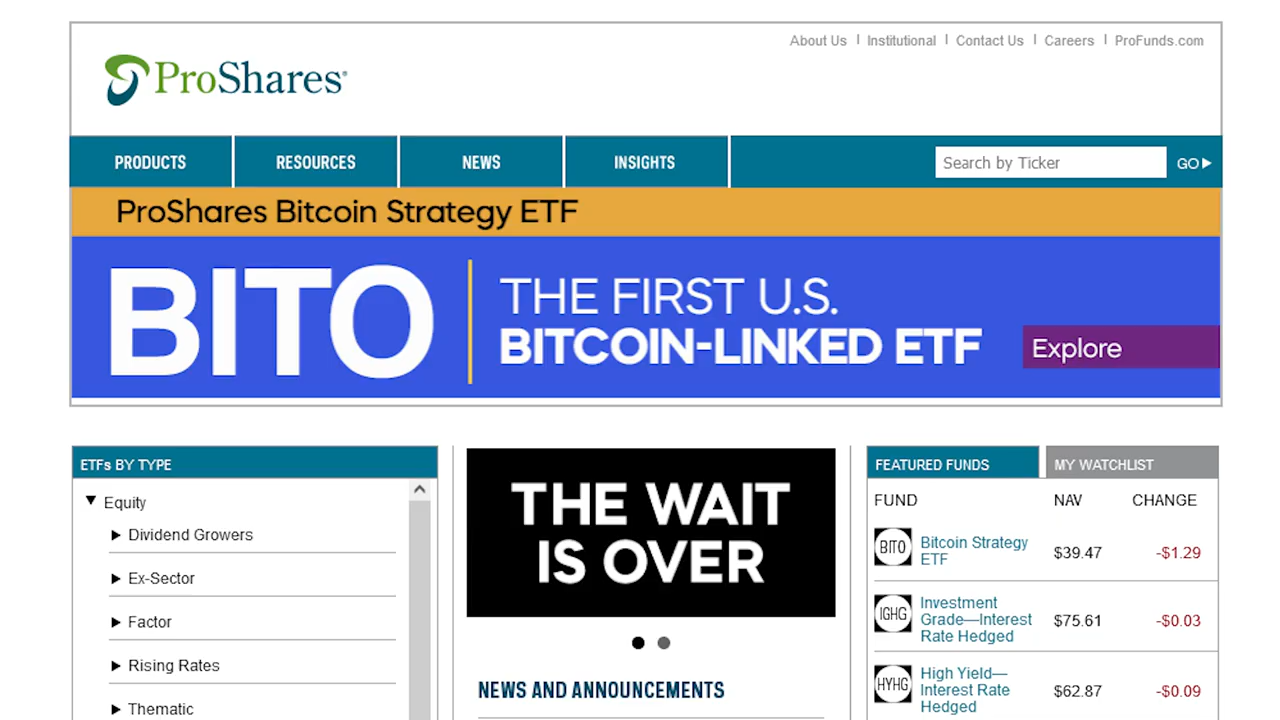 About Us | Institutional | Contact Us | Careers | ProFunds.com
ProShares®
PRODUCTS RESOURCES NEWS INSIGHTS Search by Ticker GO
ProShares Bitcoin Strategy ETF
BITO
THE FIRST U.S.
BITCOIN-LINKED ETF
Explore
ETFs BY TYPE
Equity
Dividend Growers
Ex-Sector
Factor
Rising Rates
Thematic
THE WAIT
IS OVER
NEWS AND ANNOUNCEMENTS
FEATURED FUNDS MY WATCHLIST
FUND NAV CHANGE
BITO Bitcoin Strategy
ETF $39.47 -$1.29
IGHG Investment
Grade—Interest $75.61 -$0.03
Rate Hedged
HYHG High Yield—
Interest Rate $62.87 -$0.09
Hedged